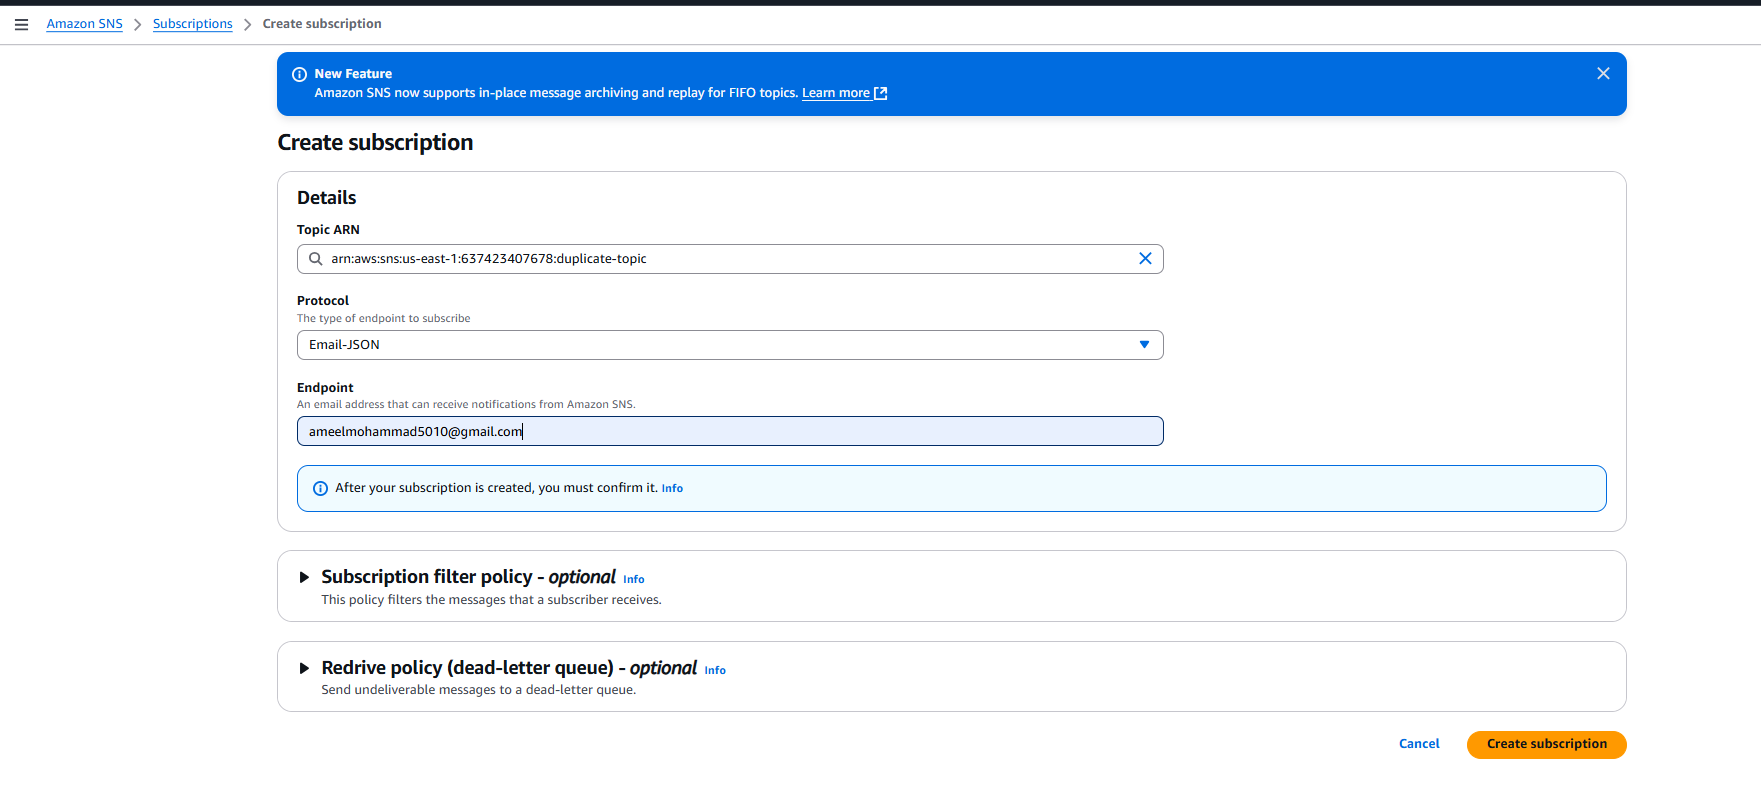 Amazon SNS > Subscriptions > Create subscription
New Feature
Amazon SNS now supports in-place message archiving and replay for FIFO topics. Learn more
Create subscription
Details
Topic ARN
arn:aws:sns:us-east-1:637423407678:duplicate-topic
Protocol
The type of endpoint to subscribe
Email-JSON
Endpoint
An email address that can receive notifications from Amazon SNS.
ameelmohammad5010@gmail.com
After your subscription is created, you must confirm it. Info
Subscription filter policy - optional Info
This policy filters the messages that a subscriber receives.
Redrive policy (dead-letter queue) - optional Info
Send undeliverable messages to a dead-letter queue.
Cancel Create subscription